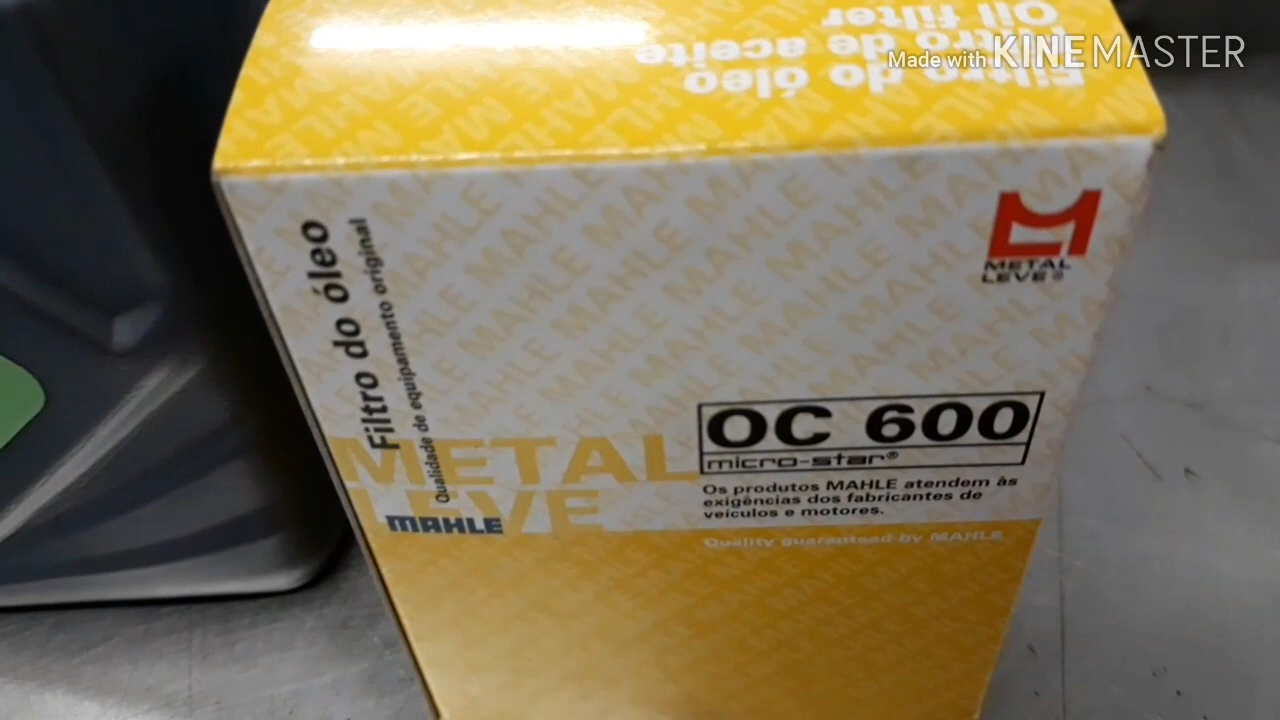 Oil filter
Filtro de aceite
Filtro do óleo
Made with KINEMASTER
METAL
LEVE®
Filtro do óleo
Qualidade de equipamento original
METAL
LEVE
MAHLE
OC 600
micro-star®
Os produtos MAHLE atendem às
exigências dos fabricantes de
veículos e motores.
Quality guaranteed by MAHLE